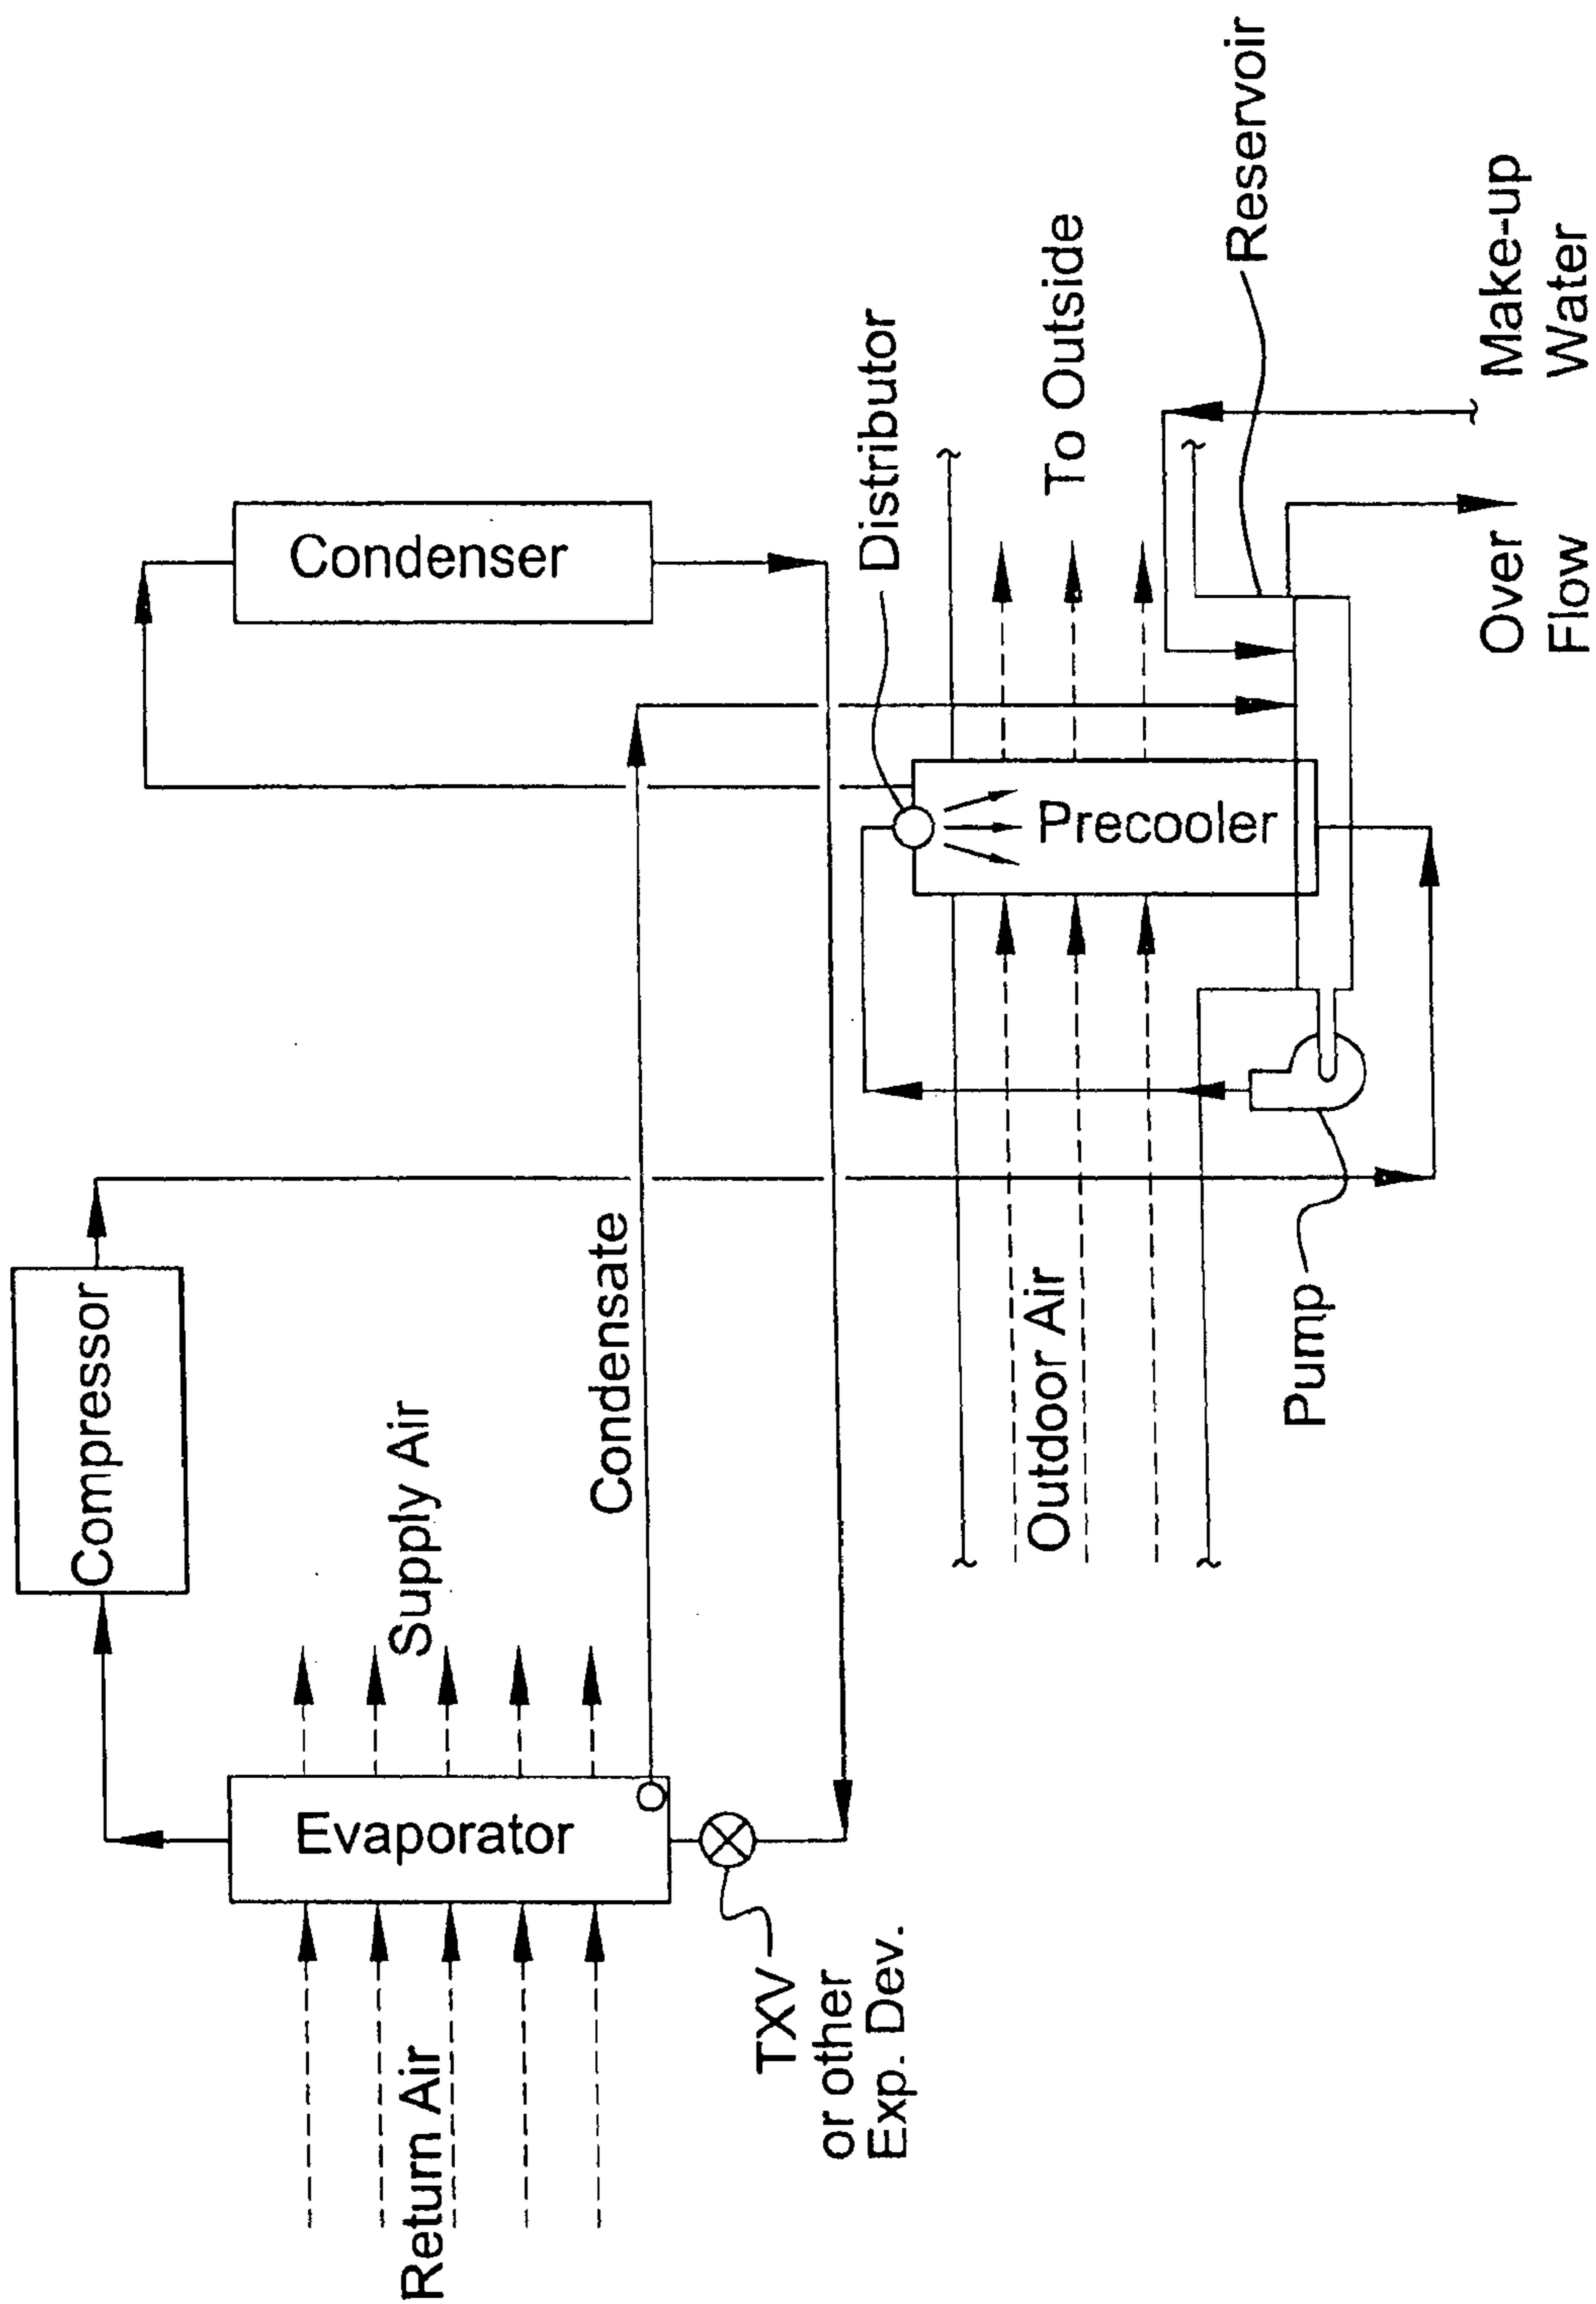 Compressor
Condenser
Evaporator
Return Air
Supply Air
Condensate
TXV
or other
Exp. Dev.
Distributor
Precooler
Outdoor Air
To Outside
Pump
Reservoir
Over
Flow
Make-up
Water